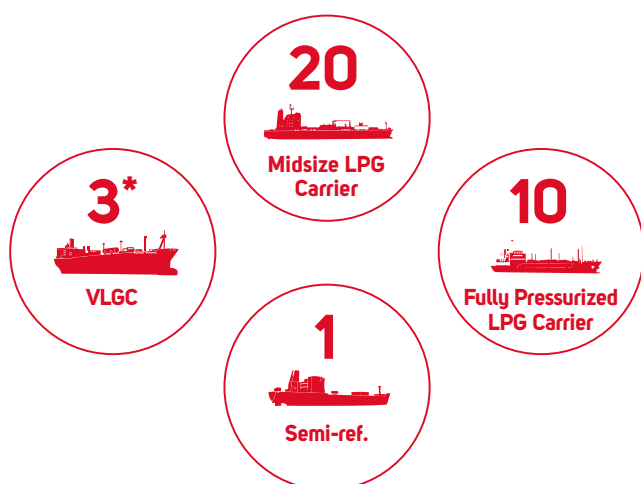 20
Midsize LPG
Carrier
3*
VLGC
10
Fully Pressurized
LPG Carrier
1
Semi-ref.